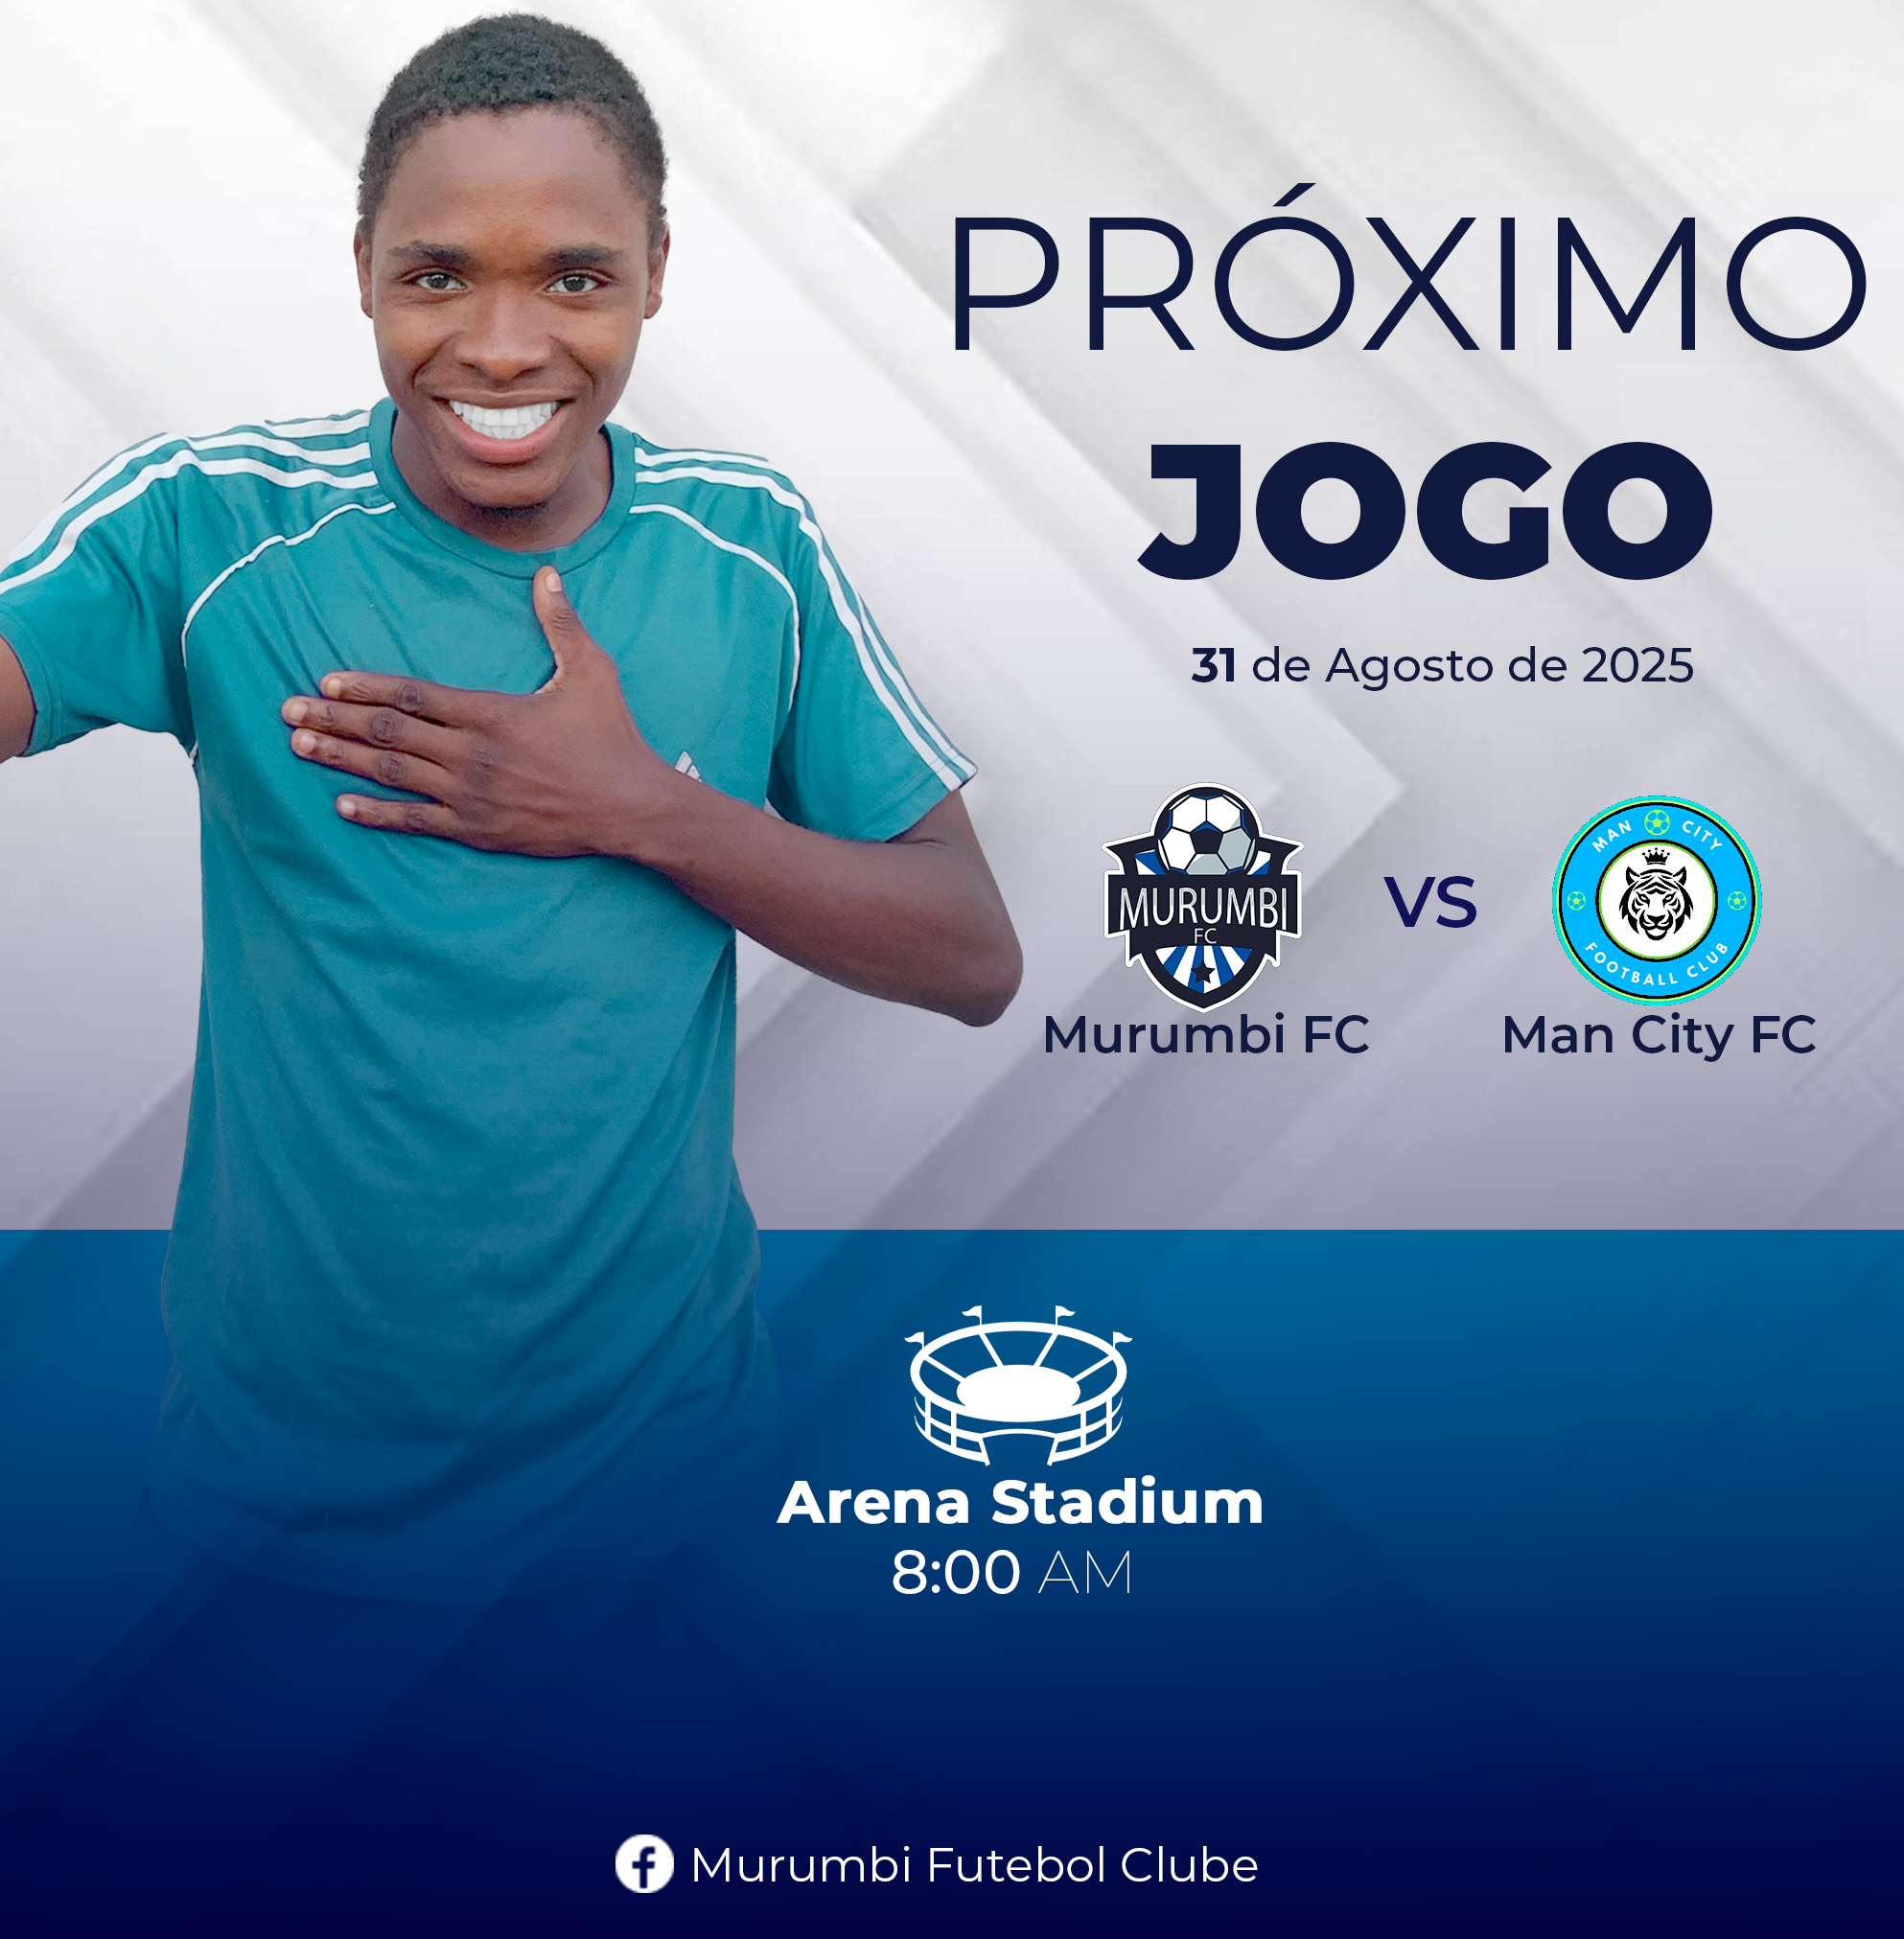 PRÓXIMO
JOGO
31 de Agosto de 2025
MURUMBI
FC
VS
MAN CITY
FOOTBALL CLUB
Murumbi FC
Man City FC
Arena Stadium
8:00 AM
Murumbi Futebol Clube